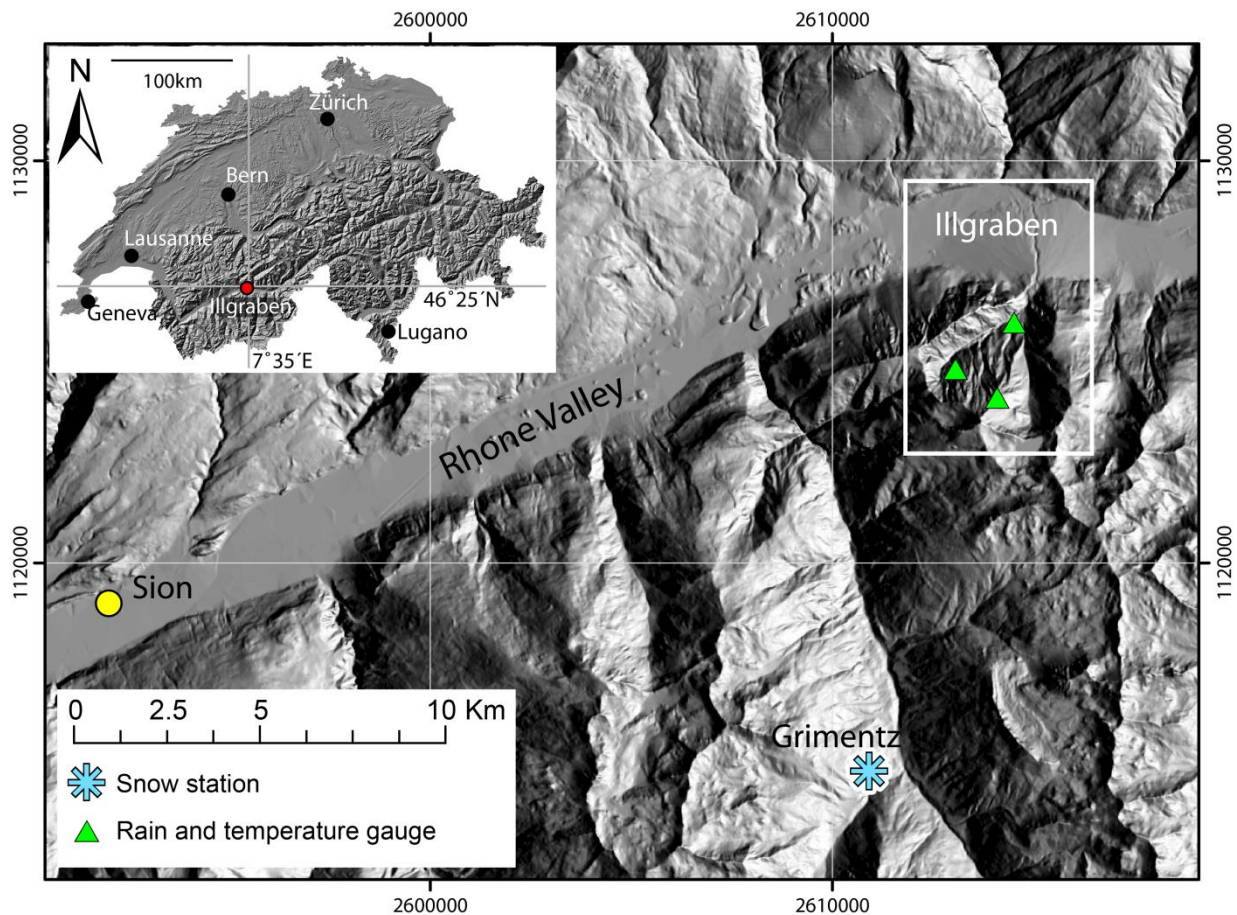 2600000
2610000
N
100km
Zürich
Bern
Lausanne
Geneva
Illgraben
46°25´N
Lugano
7°35´E
1130000
1130000
Illgraben
Rhone Valley
1120000
1120000
Sion
Grimentz
0 2.5 5 10 Km
Snow station
Rain and temperature gauge
2600000
2610000